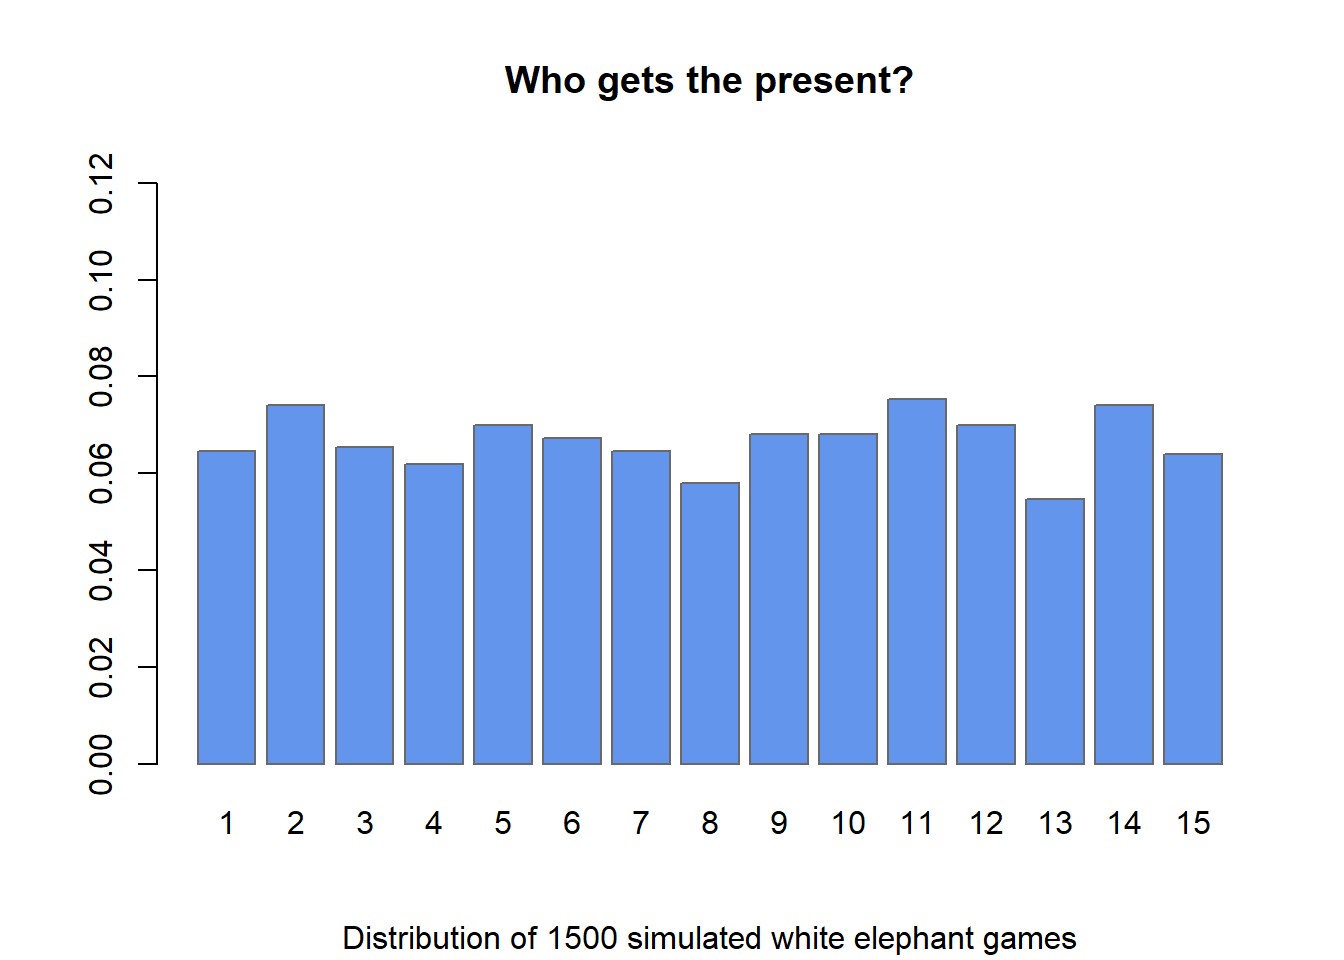 Who gets the present?
0.12
0.10
0.08
0.06
0.04
0.02
0.00
1 2 3 4 5 6 7 8 9 10 11 12 13 14 15
Distribution of 1500 simulated white elephant games